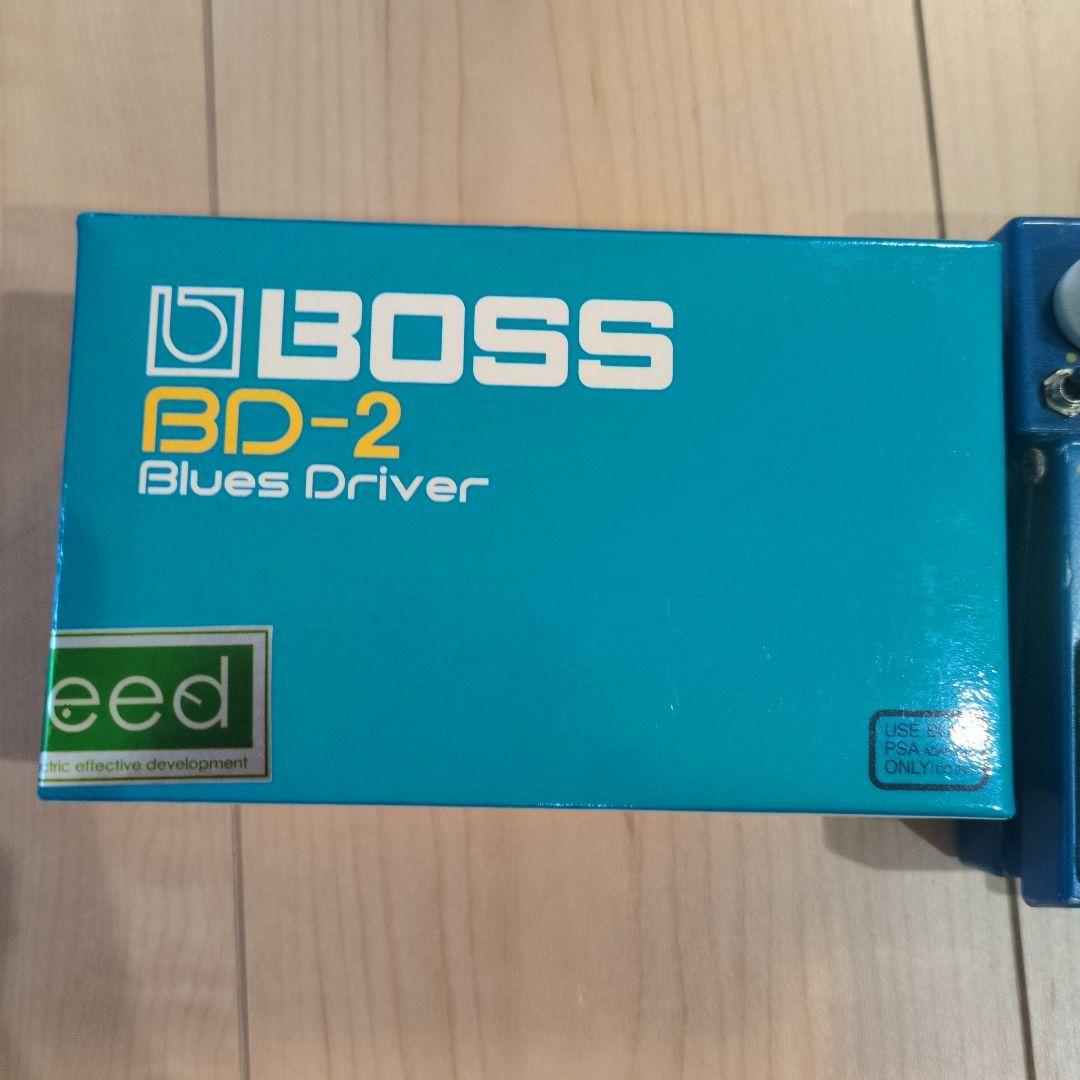 BOSS
BD-2
Blues Driver
eed
ctric effective development
USE
PSA
ONLY